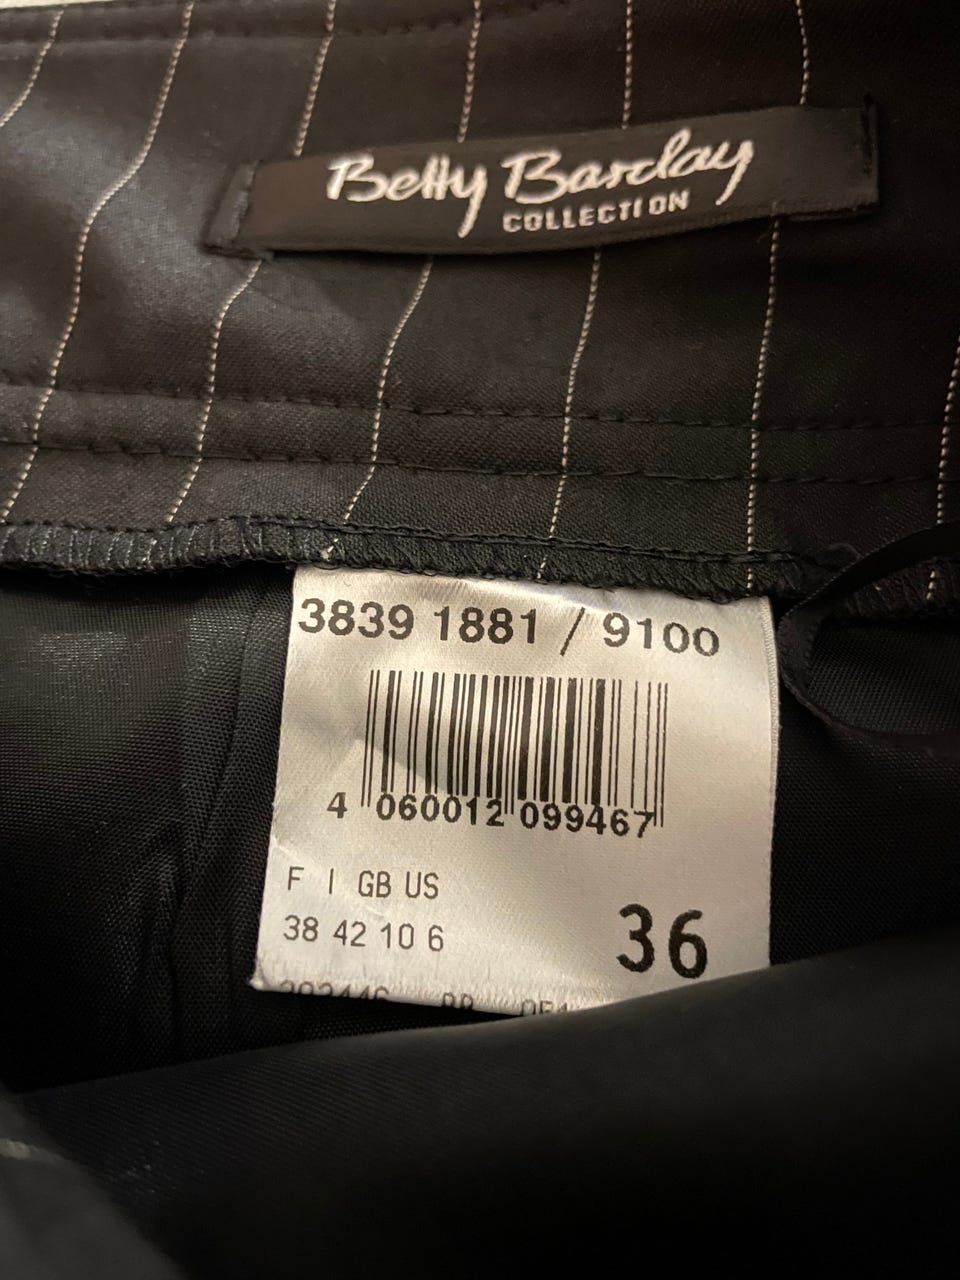 Betty Barclay
COLLECTION
3839 1881 / 9100
4 060012 099467
F I GB US
38 42 10 6
36